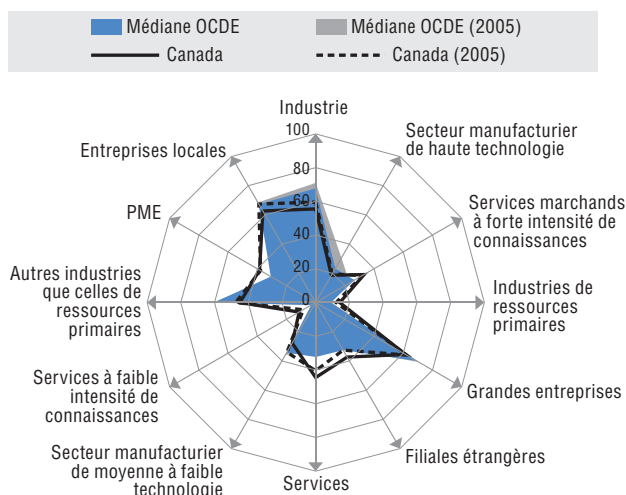 Médiane OCDE
Médiane OCDE (2005)
Canada
Canada (2005)
Industrie
100
80
60
40
20
0
Secteur manufacturier
de haute technologie
Services marchands
à forte intensité de
connaissances
Industries de
ressources
primaires
Grandes entreprises
Filiales étrangères
Services
Secteur manufacturier
de moyenne à faible
technologie
Services à faible
intensité de
connaissances
Autres industries
que celles de
ressources
primaires
PME
Entreprises locales